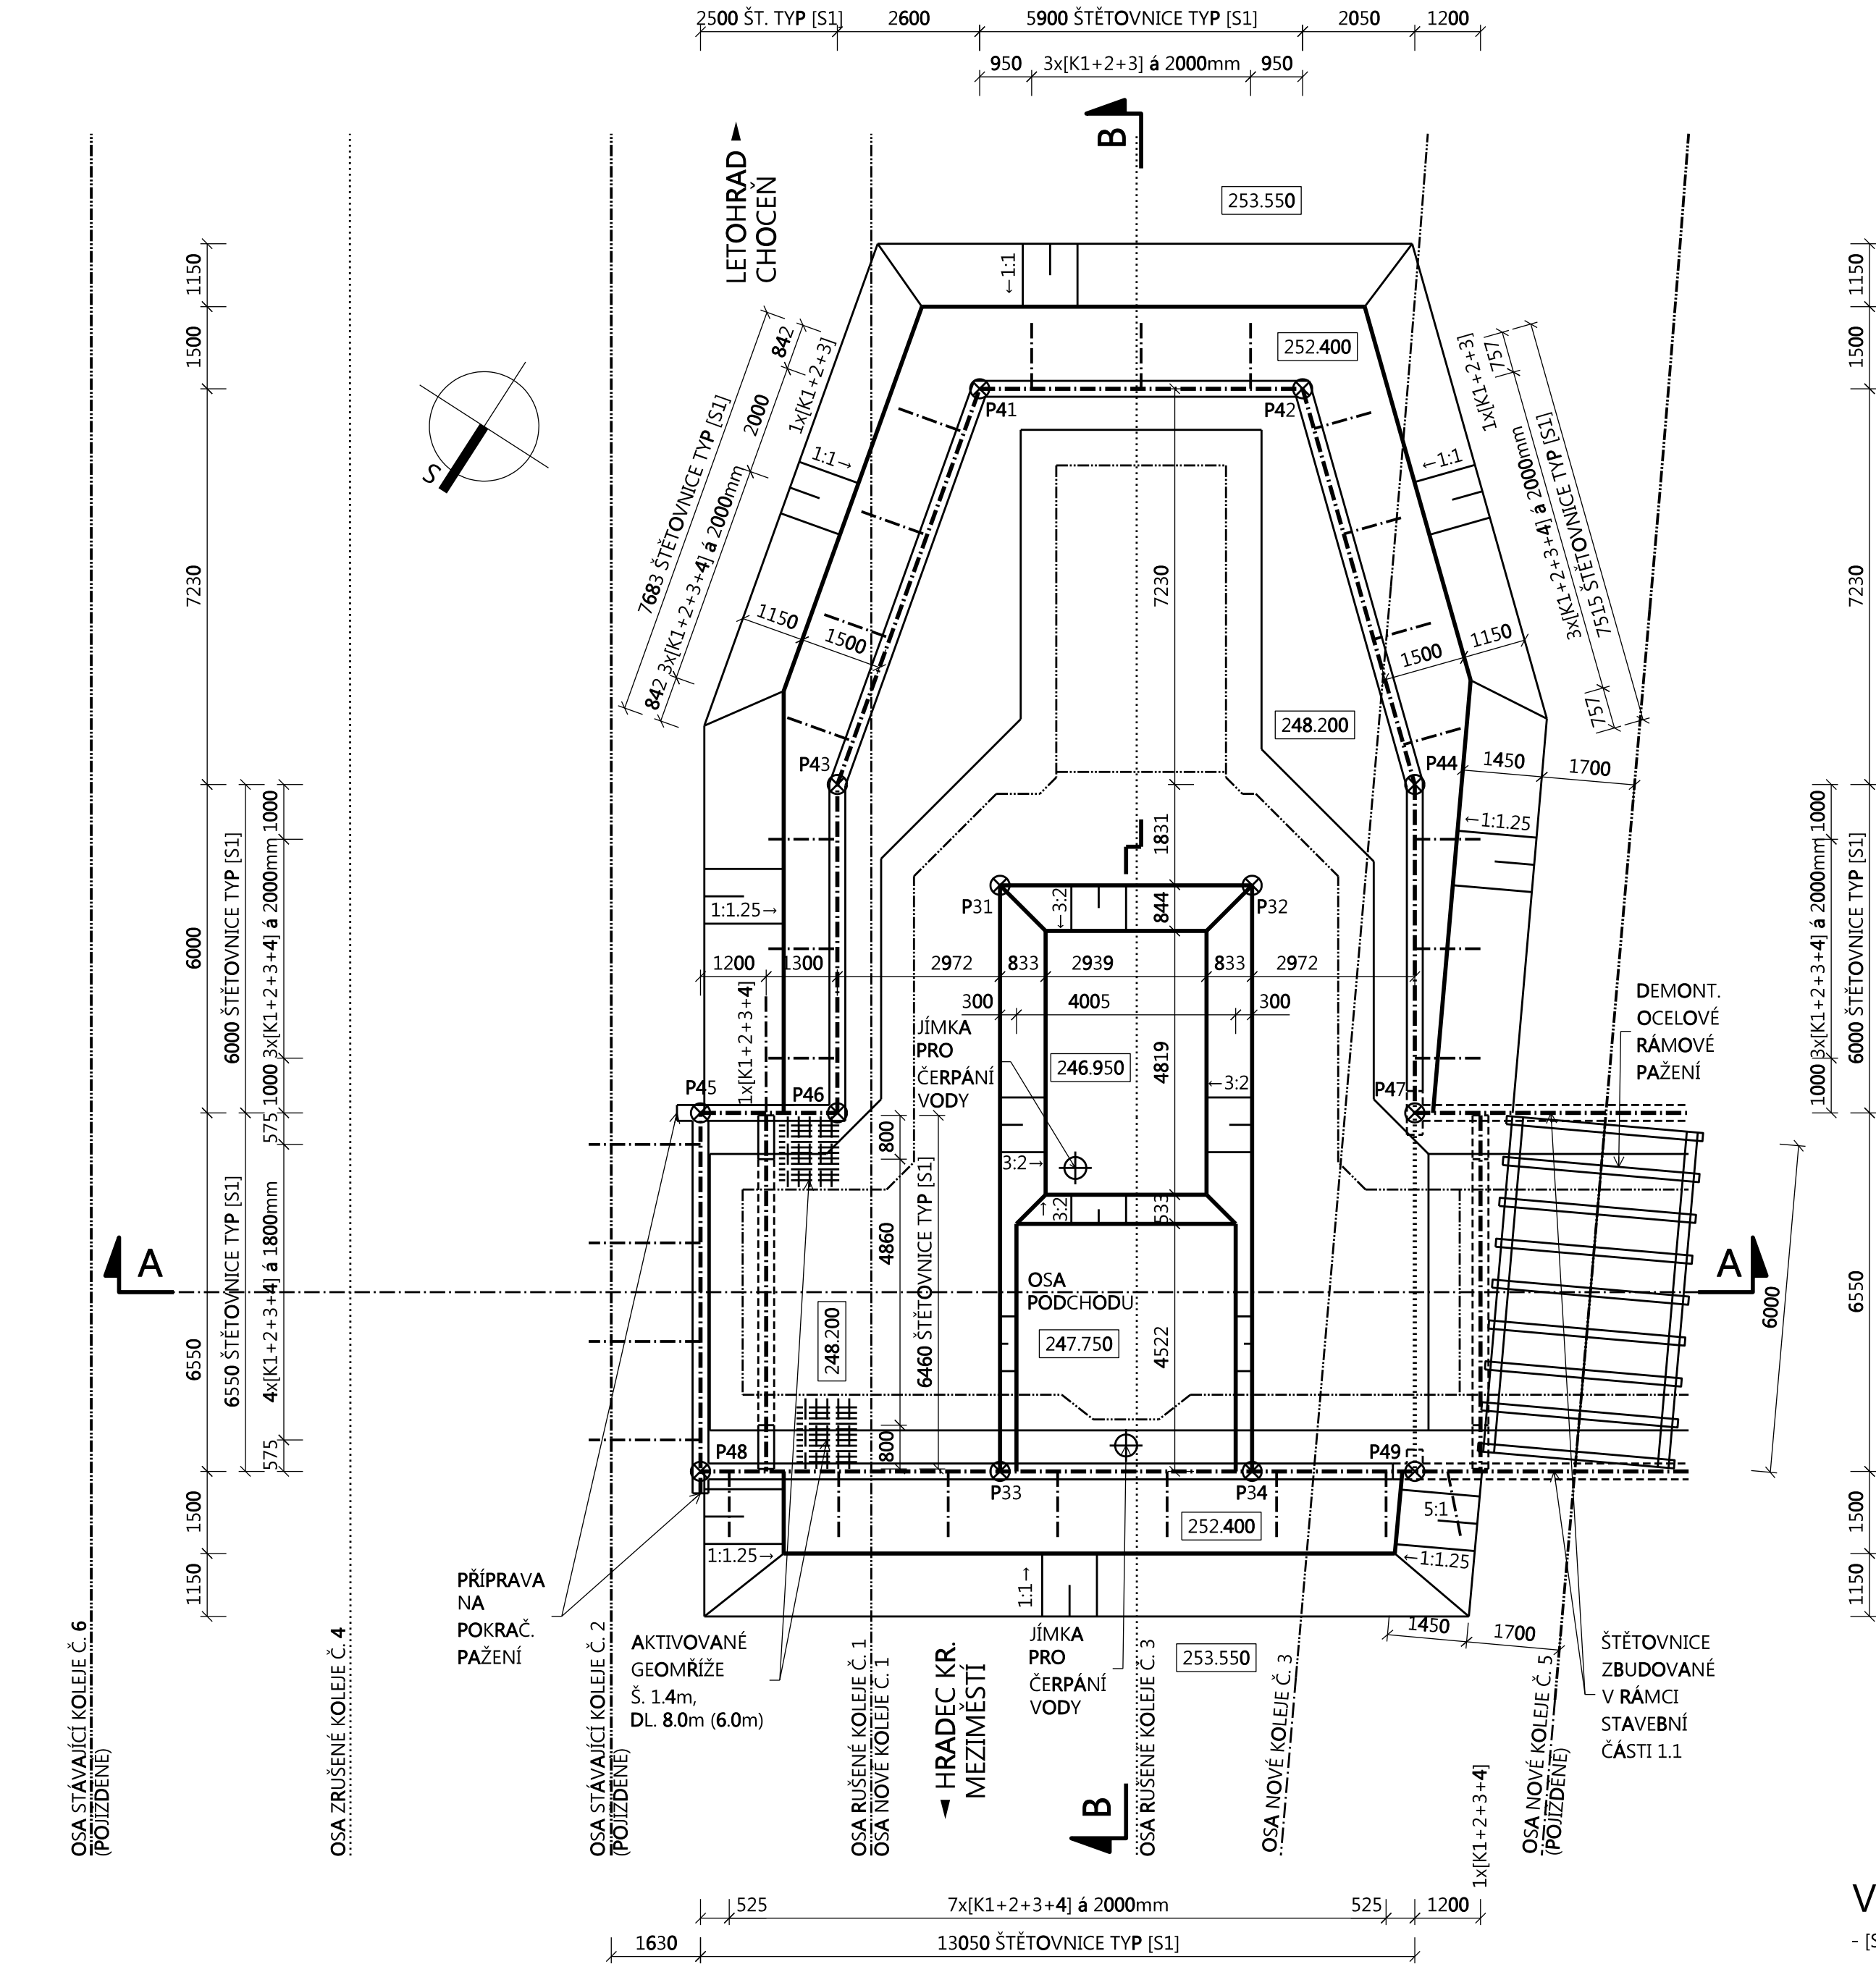 2500 ŠT. TYP [S1]
2600
5900 ŠTĚTOVNICE TYP [S1]
2050
1200
950
3x[K1+2+3] á 2000mm
950
B
LETOHRAD
CHOCEŇ
253.550
1150
1500
7230
6000
6550
1500
1150
1:1
252.400
P41
P42
S
7683 ŠTĚTOVNICE TYP [S1]
842
2000
3x[K1+2+3+4] á 2000mm
842
1x[K1+2+3]
1:1
1150
1500
1x[K1+2+3]
757
3x[K1+2+3+4] á 2000mm
7515 ŠTĚTOVNICE TYP [S1]
757
1:1
1500
1150
7230
248.200
P43
P44
1450
1700
1:1.25
1:1.25
1831
844
P31
P32
3:2
1200
1300
2972
833
2939
833
2972
300
4005
300
1x[K1+2+3+4]
JÍMKA
PRO
ČERPÁNÍ
VODY
246.950
4819
3:2
3:2
3:2
533
6000 ŠTĚTOVNICE TYP [S1]
1000
3x[K1+2+3+4] á 2000mm
1000
575
6550 ŠTĚTOVNICE TYP [S1]
4x[K1+2+3+4] á 1800mm
575
P45
P46
P47
DEMONT.
OCELOVÉ
RÁMOVÉ
PAŽENÍ
800
4860
800
6460 ŠTĚTOVNICE TYP [S1]
248.200
A
A
OSA
PODCHODU
247.750
4522
6000
P48
P33
P34
P49
1150
1500
7230
1000
3x[K1+2+3+4] á 2000mm
1000
6000 ŠTĚTOVNICE TYP [S1]
6550
1500
1150
252.400
5:1
1:1.25
1:1.25
1:1
1450
1700
PŘÍPRAVA
NA
POKRAČ.
PAŽENÍ
AKTIVOVANÉ
GEOMŘÍŽE
Š. 1.4m,
DL. 8.0m (6.0m)
JÍMKA
PRO
ČERPÁNÍ
VODY
253.550
ŠTĚTOVNICE
ZBUDOVANÉ
V RÁMCI
STAVEBNÍ
ČÁSTI 1.1
OSA STÁVAJÍCÍ KOLEJE Č. 6
(POJÍŽDĚNÉ)
OSA ZRUŠENÉ KOLEJE Č. 4
OSA STÁVAJÍCÍ KOLEJE Č. 2
(POJÍŽDĚNÉ)
OSA RUŠENÉ KOLEJE Č. 1
OSA NOVÉ KOLEJE Č. 1
HRADEC KR.
MEZIMĚSTÍ
B
OSA RUŠENÉ KOLEJE Č. 3
OSA NOVÉ KOLEJE Č. 3
1x[K1+2+3+4]
OSA NOVÉ KOLEJE Č. 5
(POJÍŽDĚNÉ)
525
7x[K1+2+3+4] á 2000mm
525
1200
1630
13050 ŠTĚTOVNICE TYP [S1]